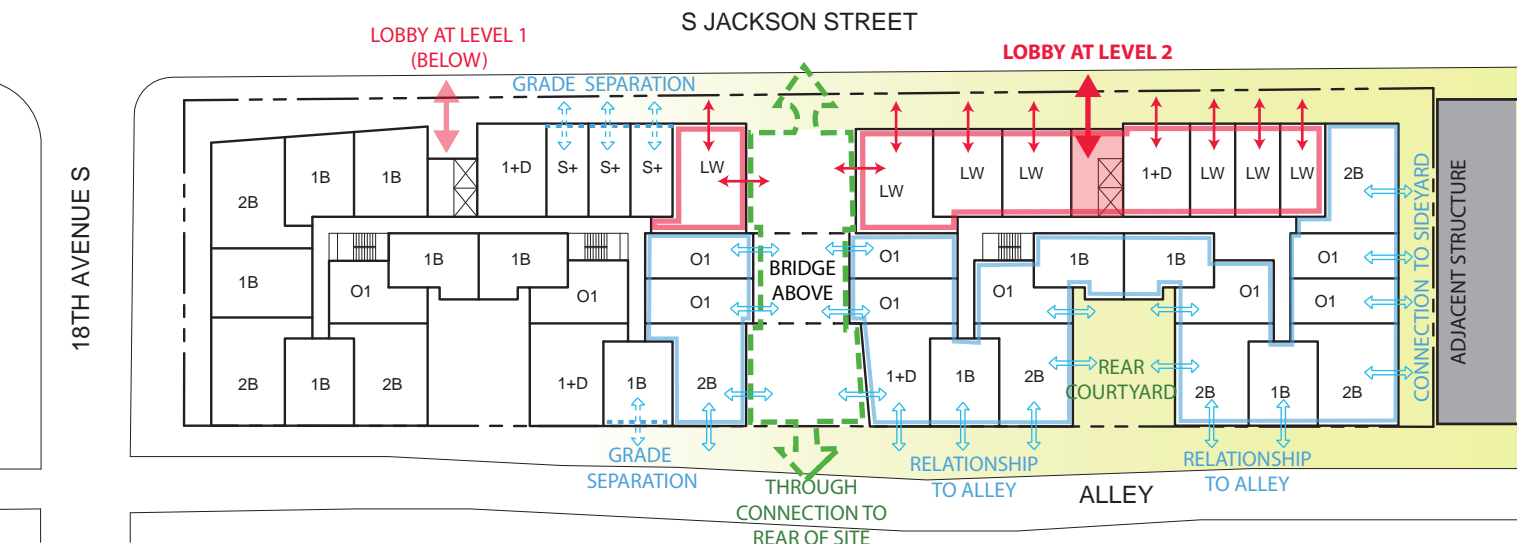 S JACKSON STREET
LOBBY AT LEVEL 1
(BELOW)
LOBBY AT LEVEL 2
GRADE SEPARATION
18TH AVENUE S
2B
1B
1B
1+D
S+
S+
S+
LW
LW
LW
LW
1+D
LW
LW
LW
2B
1B
1B
1B
O1
O1
O1
O1
BRIDGE
ABOVE
O1
O1
O1
1B
1B
O1
O1
O1
2B
1B
2B
1+D
1B
2B
1+D
1B
2B
REAR
COURTYARD
2B
1B
2B
CONNECTION TO SIDEYARD
ADJACENT STRUCTURE
GRADE
SEPARATION
THROUGH
CONNECTION TO
REAR OF SITE
RELATIONSHIP
TO ALLEY
ALLEY
RELATIONSHIP
TO ALLEY